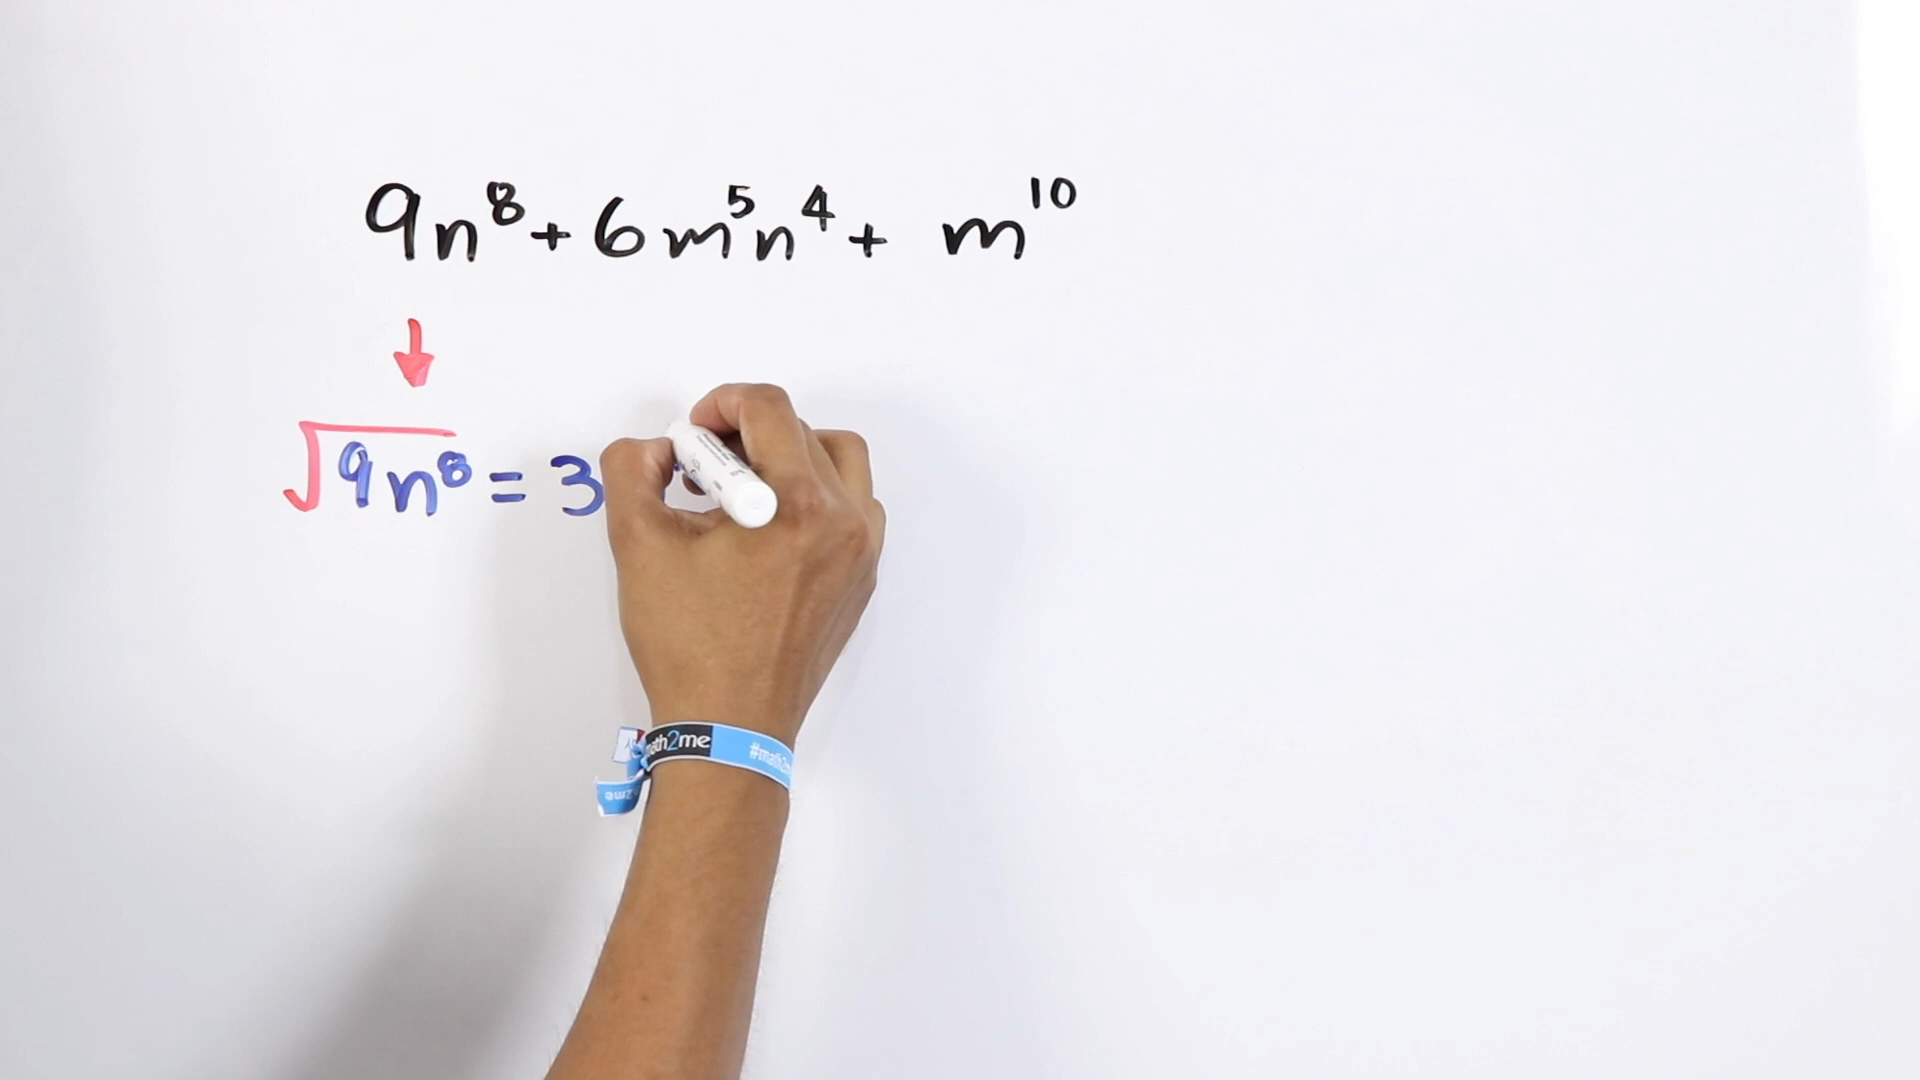 9n⁸ + 6m⁵n⁴ + m¹⁰
√9n⁸ = 3
math2me #math2me